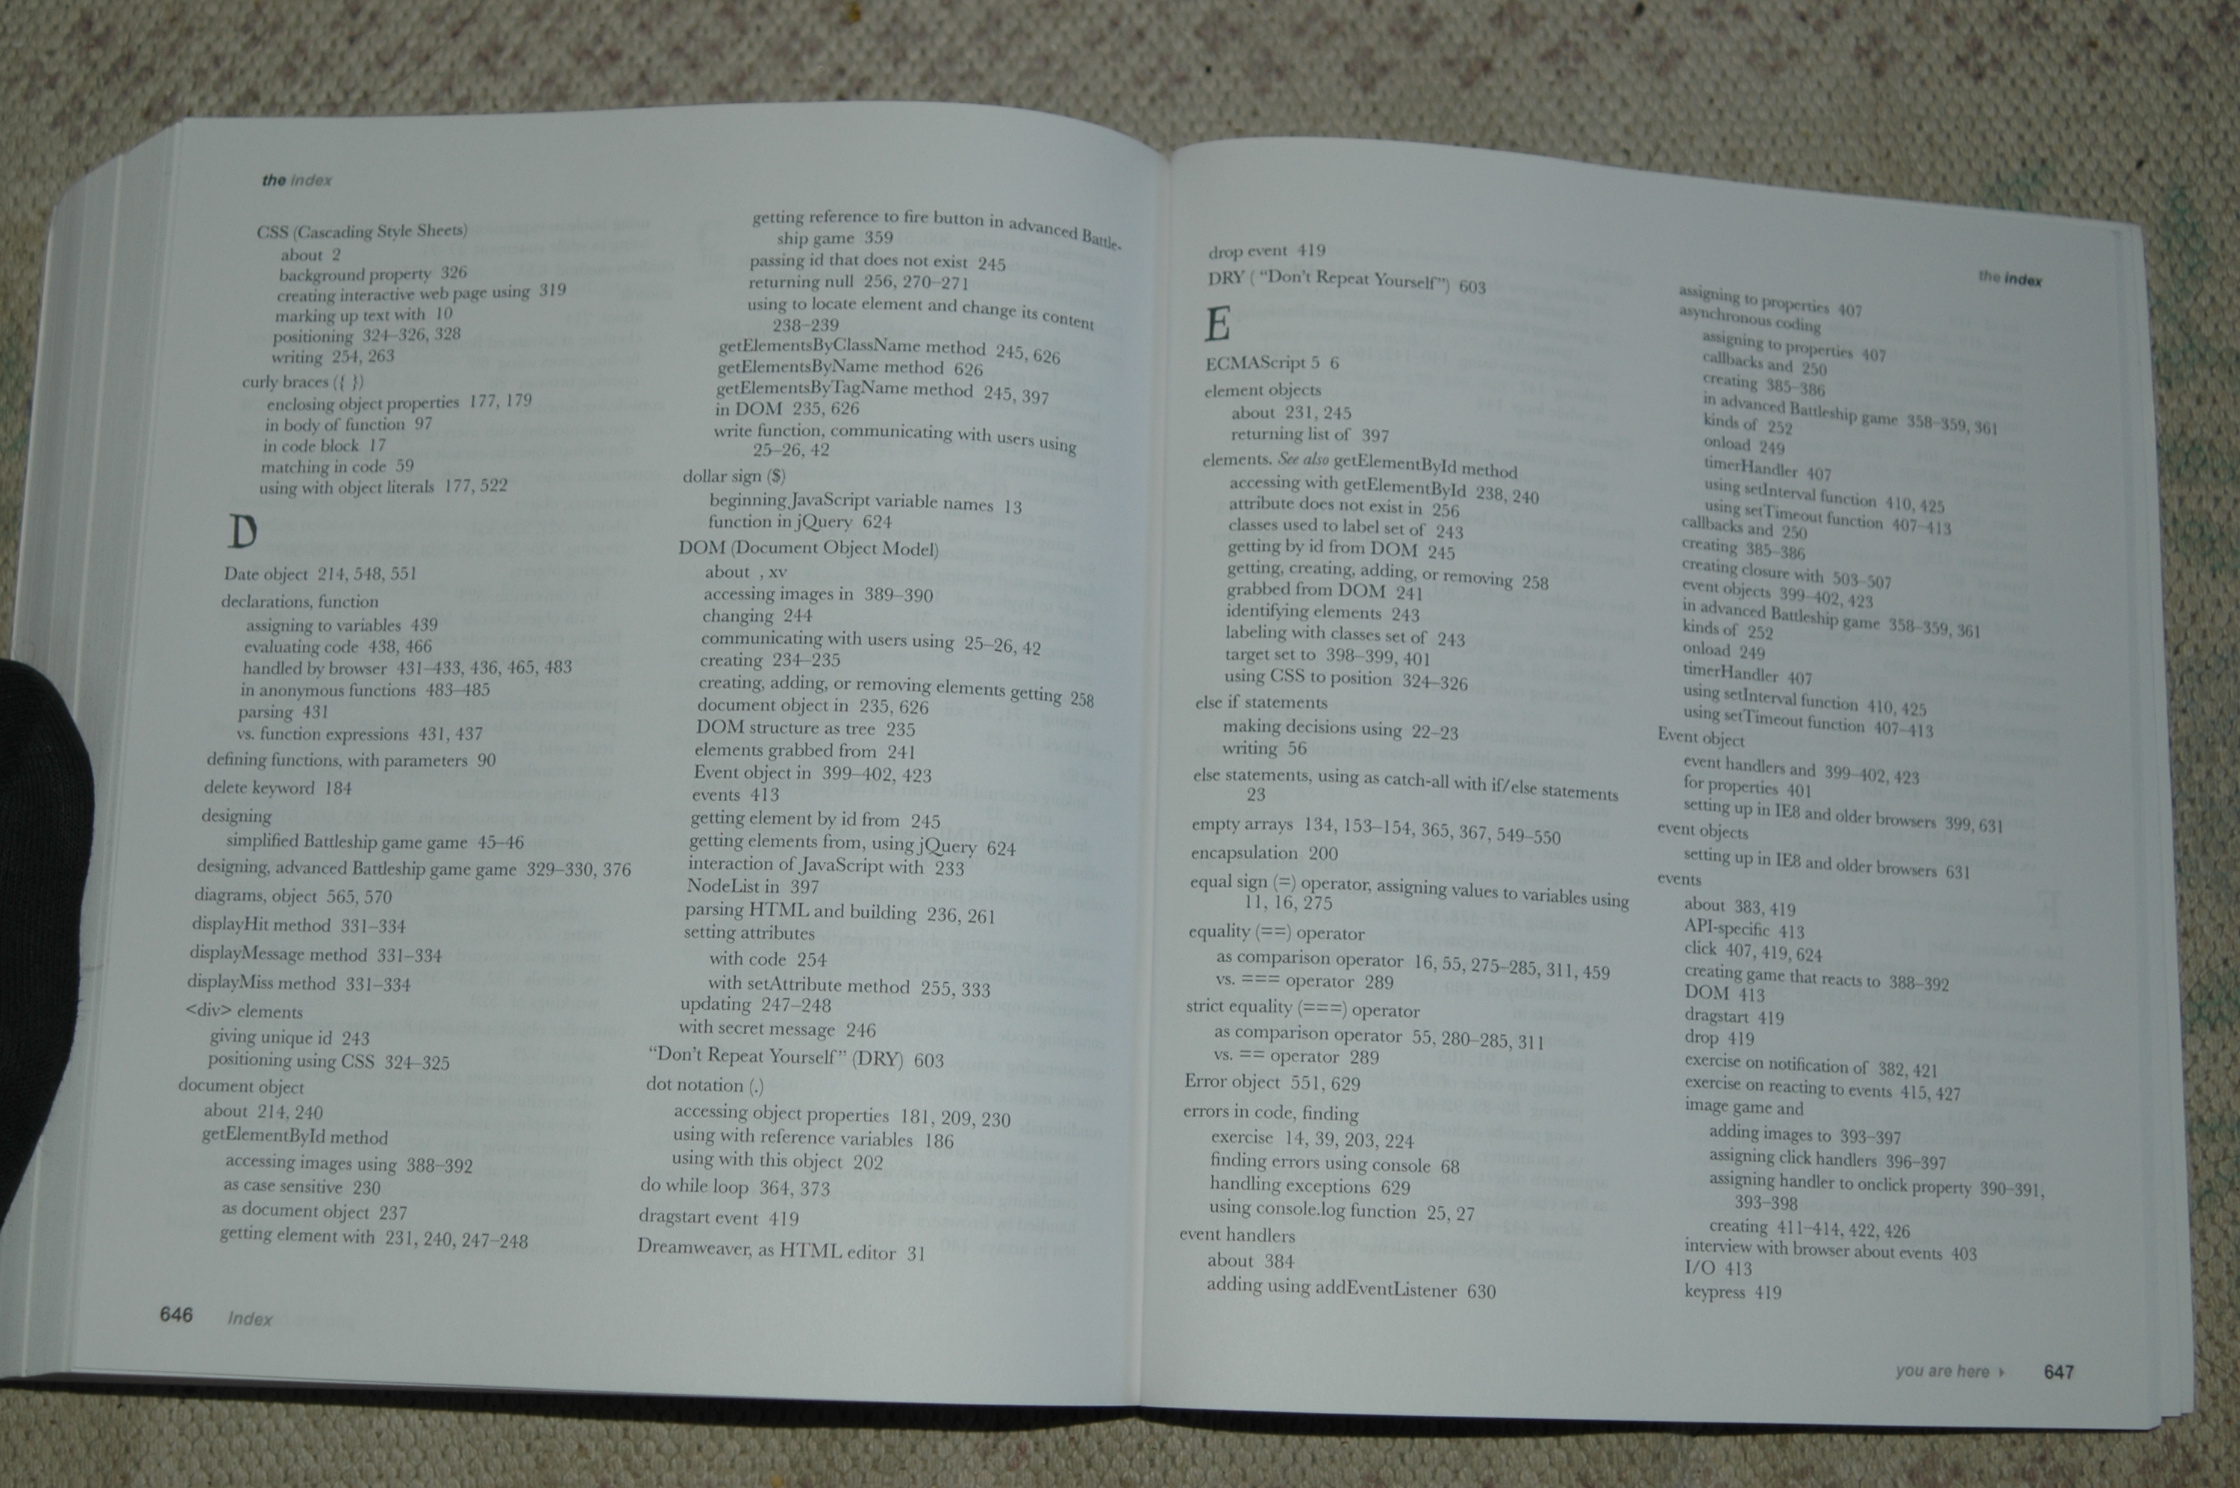 the index
CSS (Cascading Style Sheets)
about 2
background property 326
creating interactive web page using 319
marking up text with 10
positioning 324–326, 328
writing 254, 263
curly braces ({ })
enclosing object properties 177, 179
in body of function 97
in code block 17
matching in code 59
using with object literals 177, 522
D
Date object 214, 548, 551
declarations, function
assigning to variables 439
evaluating code 438, 466
handled by browser 431–433, 436, 465, 483
in anonymous functions 483–485
parsing 431
vs. function expressions 431, 437
defining functions, with parameters 90
delete keyword 184
designing
simplified Battleship game game 45–46
designing, advanced Battleship game game 329–330, 376
diagrams, object 565, 570
displayHit method 331–334
displayMessage method 331–334
displayMiss method 331–334
<div> elements
giving unique id 243
positioning using CSS 324–325
document object
about 214, 240
getElementById method
accessing images using 388–392
as case sensitive 230
as document object 237
getting element with 231, 240, 247–248
getting reference to fire button in advanced Battle-
ship game 359
passing id that does not exist 245
returning null 256, 270–271
using to locate element and change its content
238–239
getElementsByClassName method 245, 626
getElementsByName method 626
getElementsByTagName method 245, 397
in DOM 235, 626
write function, communicating with users using
25–26, 42
dollar sign ($)
beginning JavaScript variable names 13
function in jQuery 624
DOM (Document Object Model)
about , xv
accessing images in 389–390
changing 244
communicating with users using 25–26, 42
creating 234–235
creating, adding, or removing elements getting 258
document object in 235, 626
DOM structure as tree 235
elements grabbed from 241
Event object in 399–402, 423
events 413
getting element by id from 245
getting elements from, using jQuery 624
interaction of JavaScript with 233
NodeList in 397
parsing HTML and building 236, 261
setting attributes
with code 254
with setAttribute method 255, 333
updating 247–248
with secret message 246
“Don’t Repeat Yourself” (DRY) 603
dot notation (.)
accessing object properties 181, 209, 230
using with reference variables 186
using with this object 202
do while loop 364, 373
dragstart event 419
Dreamweaver, as HTML editor 31
646 Index
the index
drop event 419
DRY ( “Don’t Repeat Yourself”) 603
E
ECMAScript 5 6
element objects
about 231, 245
returning list of 397
elements. See also getElementById method
accessing with getElementById 238, 240
attribute does not exist in 256
classes used to label set of 243
getting by id from DOM 245
getting, creating, adding, or removing 258
grabbed from DOM 241
identifying elements 243
labeling with classes set of 243
target set to 398–399, 401
using CSS to position 324–326
else if statements
making decisions using 22–23
writing 56
else statements, using as catch-all with if/else statements
23
empty arrays 134, 153–154, 365, 367, 549–550
encapsulation 200
equal sign (=) operator, assigning values to variables using
11, 16, 275
equality (==) operator
as comparison operator 16, 55, 275–285, 311, 459
vs. === operator 289
strict equality (===) operator
as comparison operator 55, 280–285, 311
vs. == operator 289
Error object 551, 629
errors in code, finding
exercise 14, 39, 203, 224
finding errors using console 68
handling exceptions 629
using console.log function 25, 27
event handlers
about 384
adding using addEventListener 630
assigning to properties 407
asynchronous coding
assigning to properties 407
callbacks and 250
creating 385–386
in advanced Battleship game 358–359, 361
kinds of 252
onload 249
timerHandler 407
using setInterval function 410, 425
using setTimeout function 407–413
callbacks and 250
creating 385–386
creating closure with 503–507
event objects 399–402, 423
in advanced Battleship game 358–359, 361
kinds of 252
onload 249
timerHandler 407
using setInterval function 410, 425
using setTimeout function 407–413
Event object
event handlers and 399–402, 423
for properties 401
setting up in IE8 and older browsers 399, 631
event objects
setting up in IE8 and older browsers 631
events
about 383, 419
API-specific 413
click 407, 419, 624
creating game that reacts to 388–392
DOM 413
dragstart 419
drop 419
exercise on notification of 382, 421
exercise on reacting to events 415, 427
image game and
adding images to 393–397
assigning click handlers 396–397
assigning handler to onclick property 390–391,
393–398
creating 411–414, 422, 426
interview with browser about events 403
I/O 413
keypress 419
you are here ▸ 647